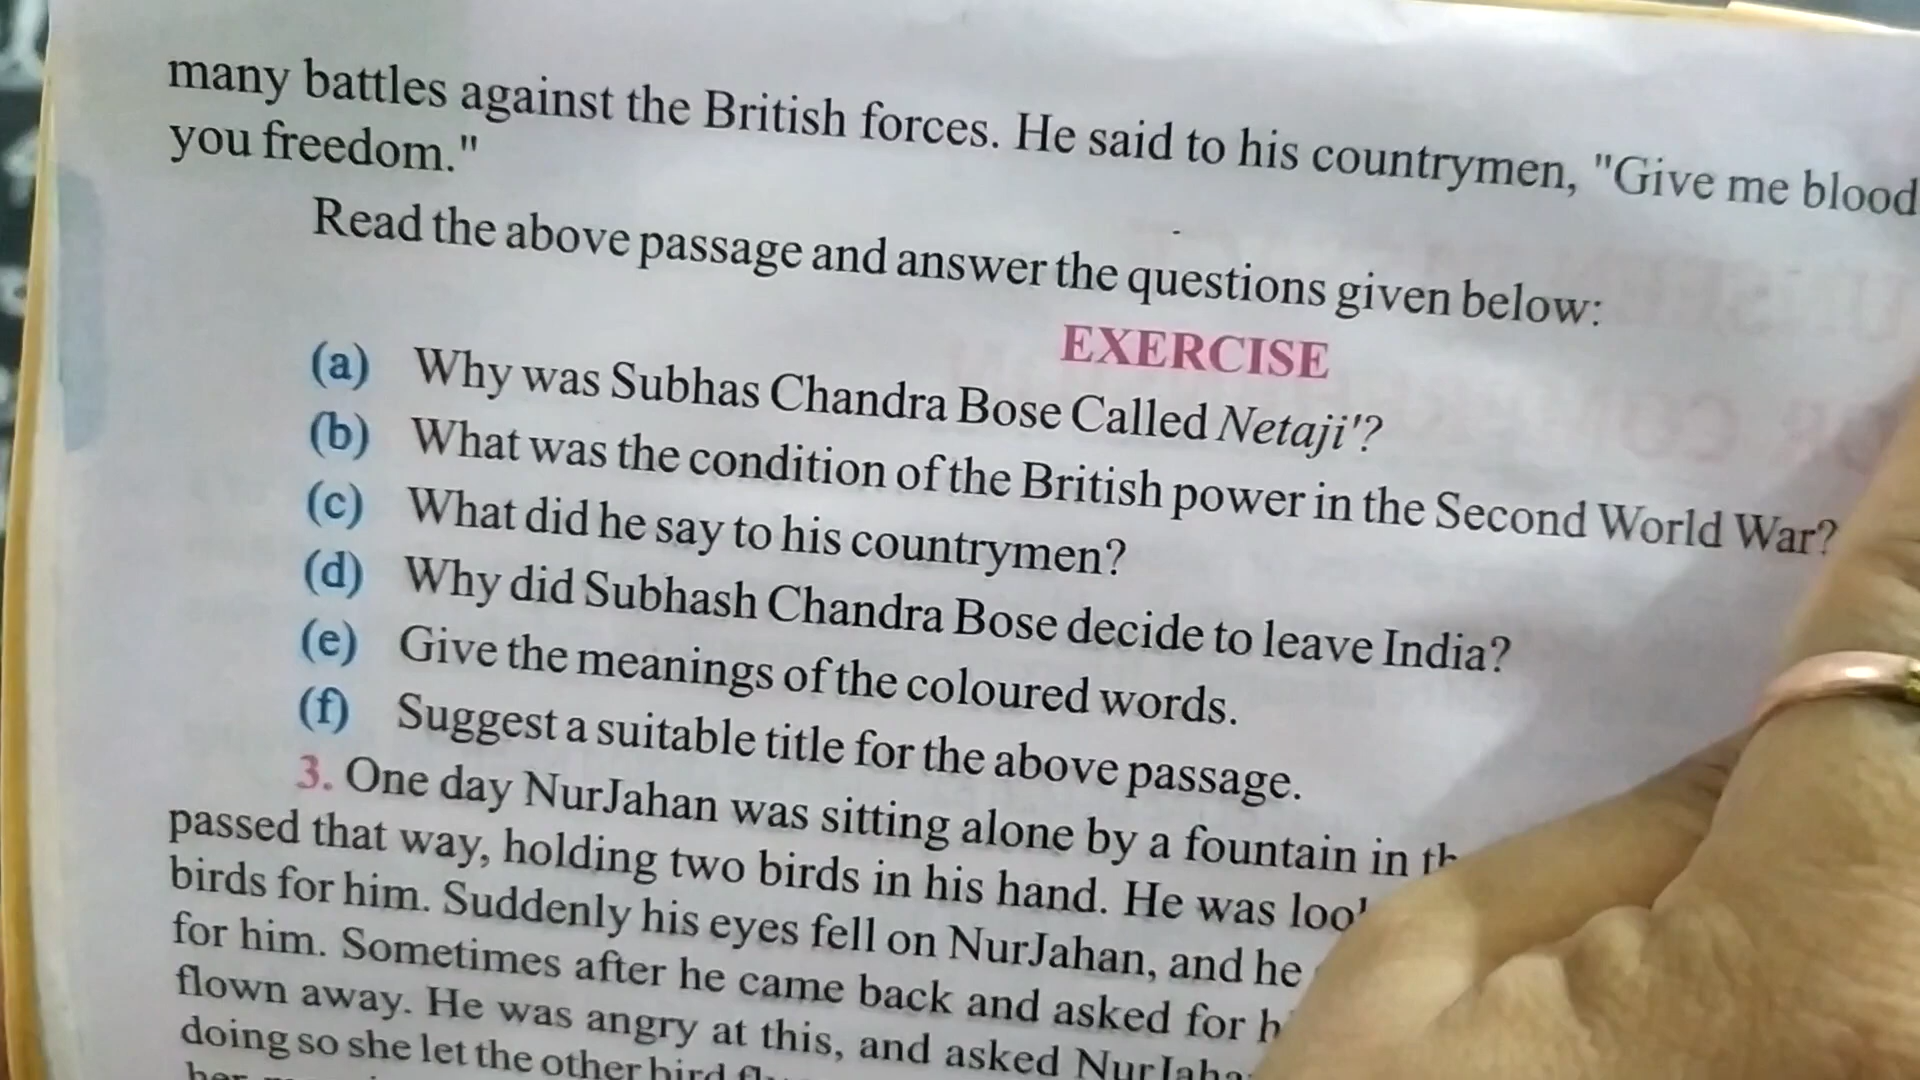 many battles against the British forces. He said to his countrymen, "Give me blood
you freedom."
Read the above passage and answer the questions given below:
EXERCISE
(a) Why was Subhas Chandra Bose Called Netaji'?
(b) What was the condition of the British power in the Second World War?
(c) What did he say to his countrymen?
(d) Why did Subhash Chandra Bose decide to leave India?
(e) Give the meanings of the coloured words.
(f) Suggest a suitable title for the above passage.
3. One day NurJahan was sitting alone by a fountain in
passed that way, holding two birds in his hand. He was
birds for him. Suddenly his eyes fell on NurJahan, and he
for him. Sometimes after he came back and asked for
flown away. He was angry at this, and asked
doing so she let the other bird